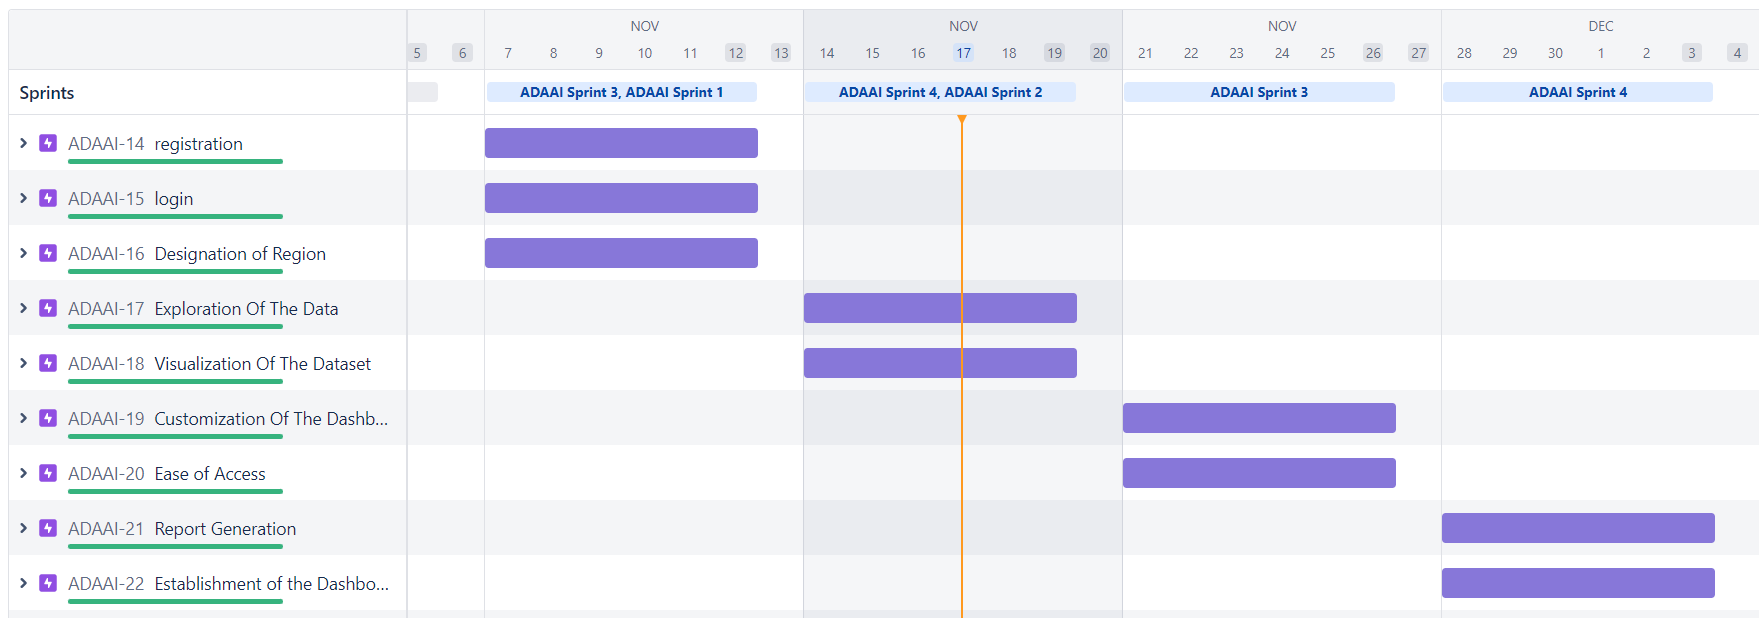 NOV NOV NOV DEC
5 6 7 8 9 10 11 12 13 14 15 16 17 18 19 20 21 22 23 24 25 26 27 28 29 30 1 2 3 4
Sprints ADAAI Sprint 3, ADAAI Sprint 1 ADAAI Sprint 4, ADAAI Sprint 2 ADAAI Sprint 3 ADAAI Sprint 4
ADAAI-14 registration
ADAAI-15 login
ADAAI-16 Designation of Region
ADAAI-17 Exploration Of The Data
ADAAI-18 Visualization Of The Dataset
ADAAI-19 Customization Of The Dashb...
ADAAI-20 Ease of Access
ADAAI-21 Report Generation
ADAAI-22 Establishment of the Dashbo...